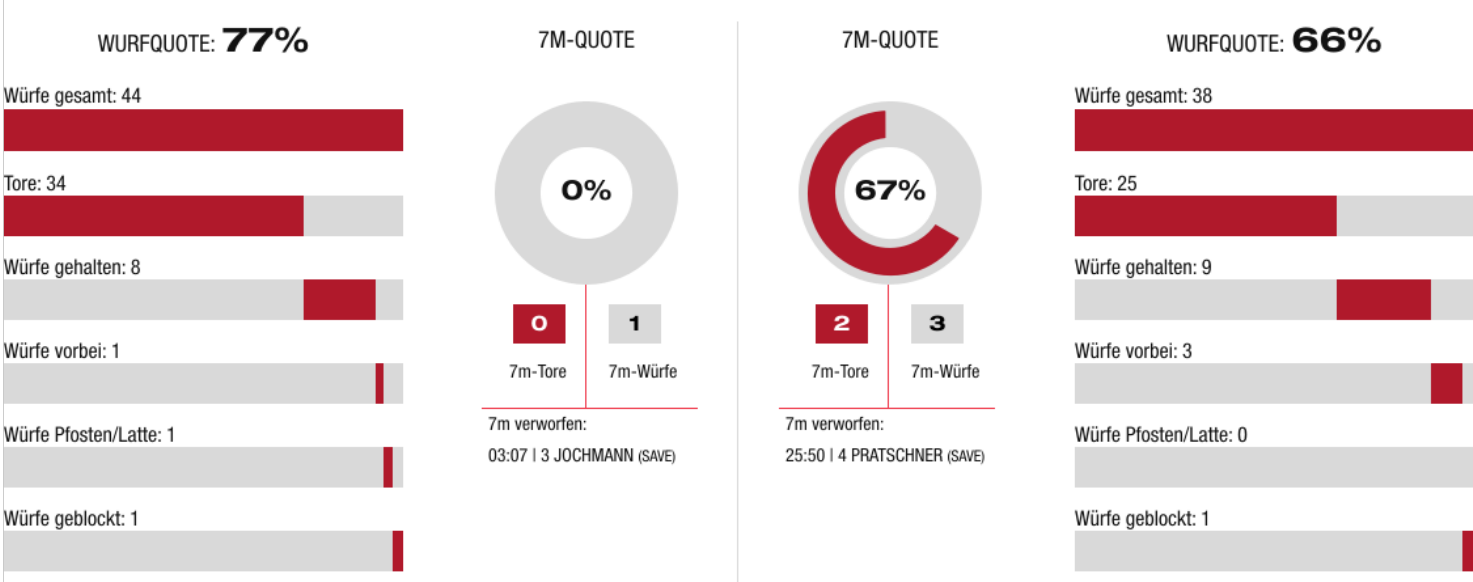 WURFQUOTE: 77%
Würfe gesamt: 44
Tore: 34
Würfe gehalten: 8
Würfe vorbei: 1
Würfe Pfosten/Latte: 1
Würfe geblockt: 1
7M-QUOTE
0%
0 1
7m-Tore 7m-Würfe
7m verworfen:
03:07 | 3 JOCHMANN (SAVE)
7M-QUOTE
67%
2 3
7m-Tore 7m-Würfe
7m verworfen:
25:50 | 4 PRATSCHNER (SAVE)
WURFQUOTE: 66%
Würfe gesamt: 38
Tore: 25
Würfe gehalten: 9
Würfe vorbei: 3
Würfe Pfosten/Latte: 0
Würfe geblockt: 1